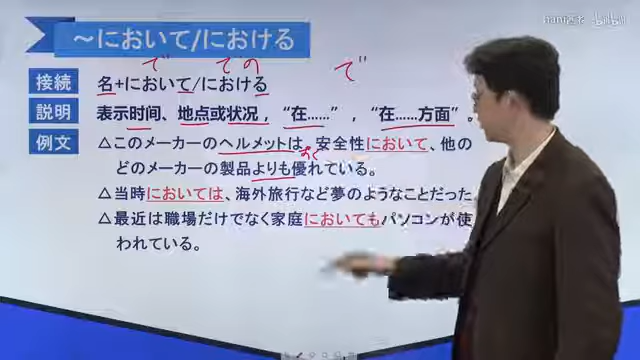 ～において/における
で
での
で
接続
名+において/における
説明
表示时间、地点或状况，“在……”，“在……方面”。
例文
△このメーカーのヘルメットは、安全性において、他の
どのメーカーの製品よりも優れている。
△当時においては、海外旅行など夢のようなことだった。
△最近は職場だけでなく家庭においてもパソコンが使
われている。
bilibili